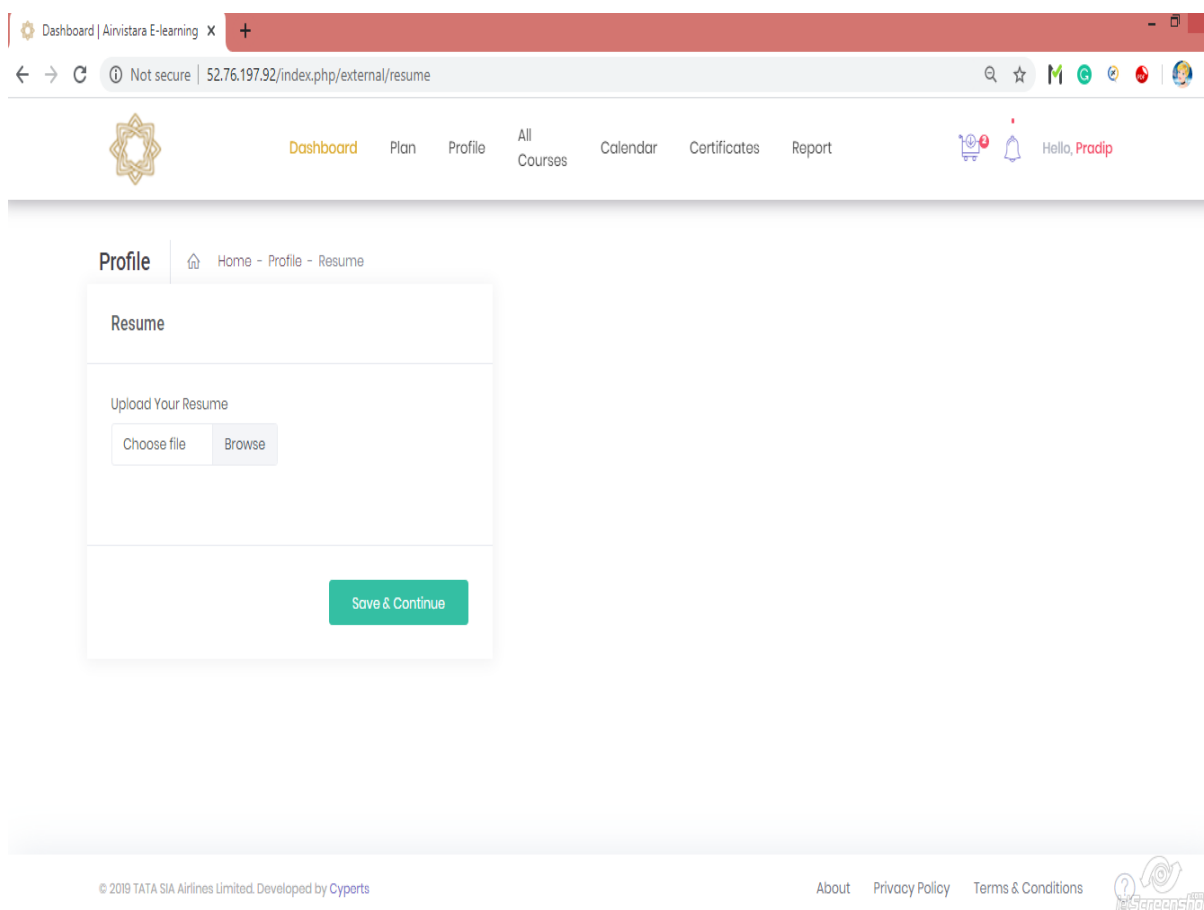 Dashboard | Airvistara E-learning
Not secure | 52.76.197.92/index.php/external/resume
Dashboard Plan Profile All Courses Calendar Certificates Report 2 Hello, Pradip
Profile Home - Profile - Resume
Resume
Upload Your Resume
Choose file Browse
Save & Continue
© 2019 TATA SIA Airlines Limited. Developed by Cyperts About Privacy Policy Terms & Conditions